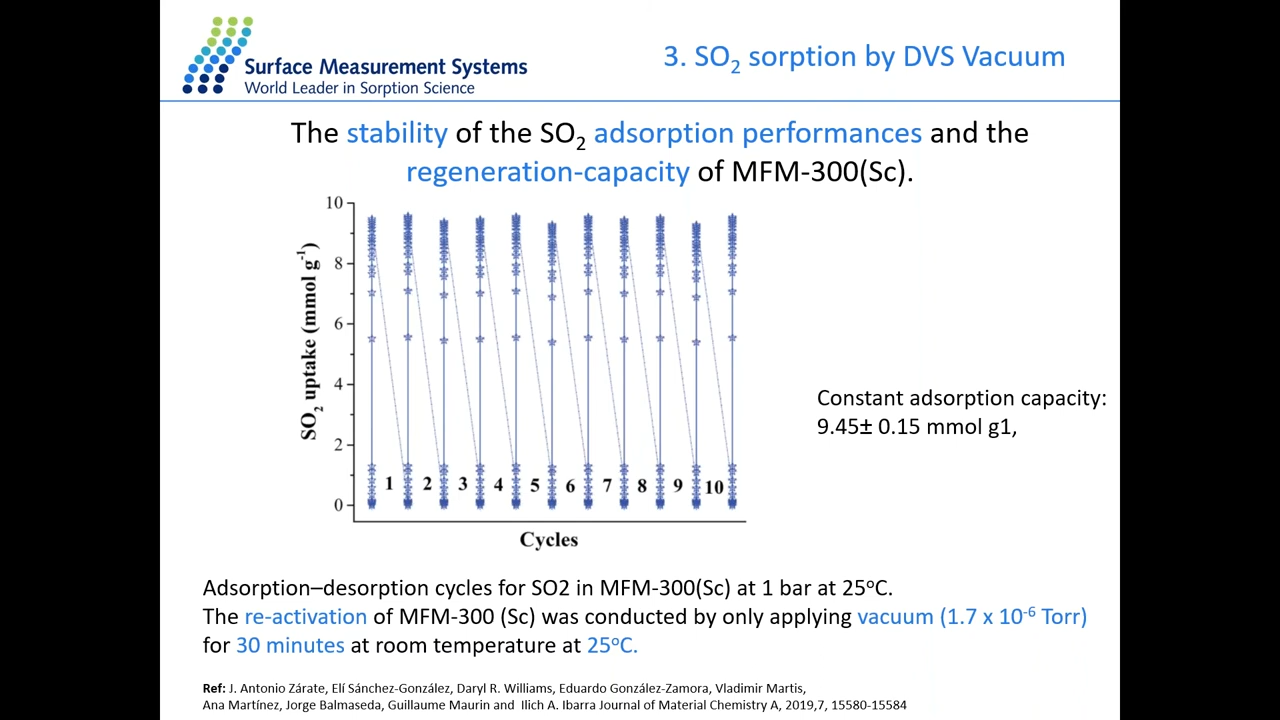 Surface Measurement Systems
World Leader in Sorption Science
3. SO₂ sorption by DVS Vacuum
The stability of the SO₂ adsorption performances and the
regeneration-capacity of MFM-300(Sc).
SO₂ uptake (mmol g⁻¹)
10
8
6
4
2
0
1 2 3 4 5 6 7 8 9 10
Cycles
Constant adsorption capacity:
9.45± 0.15 mmol g1,
Adsorption–desorption cycles for SO2 in MFM-300(Sc) at 1 bar at 25ᵒC.
The re-activation of MFM-300 (Sc) was conducted by only applying vacuum (1.7 x 10⁻⁶ Torr)
for 30 minutes at room temperature at 25ᵒC.
Ref: J. Antonio Zárate, Elí Sánchez-González, Daryl R. Williams, Eduardo González-Zamora, Vladimir Martis,
Ana Martínez, Jorge Balmaseda, Guillaume Maurin and Ilich A. Ibarra Journal of Material Chemistry A, 2019,7, 15580-15584